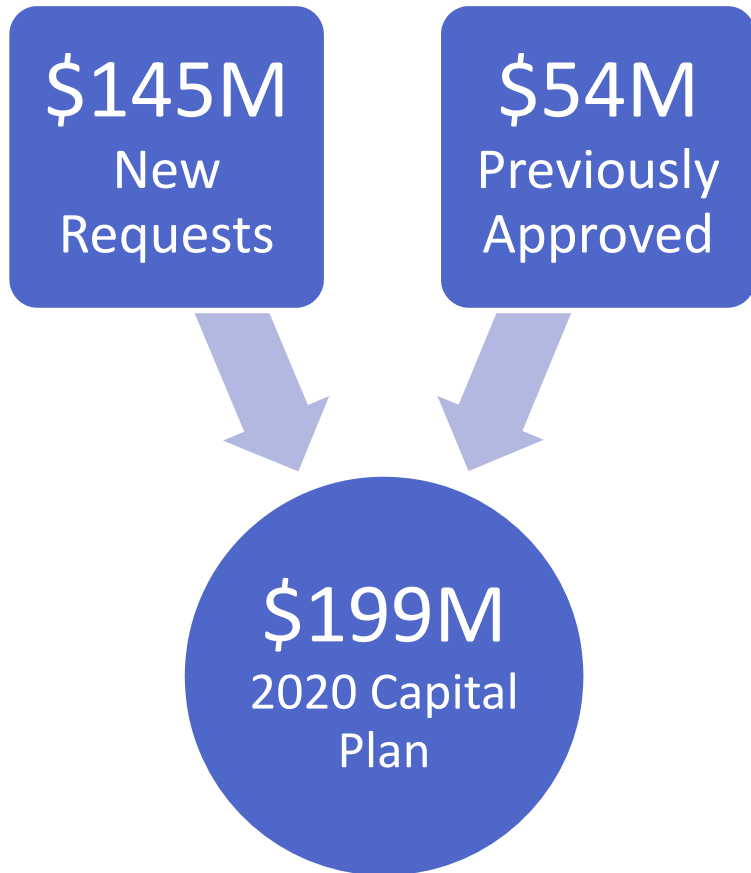 $145M
New
Requests
$54M
Previously
Approved
$199M
2020 Capital
Plan